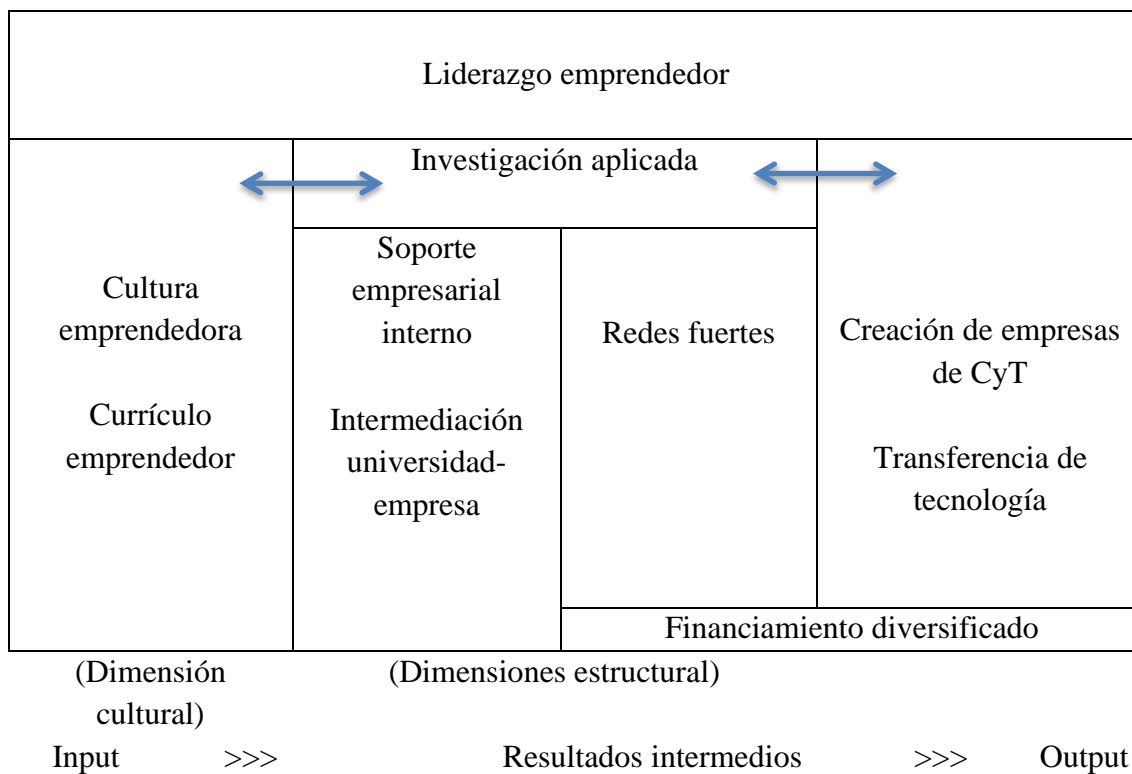 Liderazgo emprendedor
Investigación aplicada
Cultura
emprendedora
Currículo
emprendedor
Soporte
empresarial
interno
Intermediación
universidad-
empresa
Redes fuertes
Creación de empresas
de CyT
Transferencia de
tecnología
Financiamiento diversificado
(Dimensión
cultural)
(Dimensiones estructural)
Input >>> Resultados intermedios >>> Output